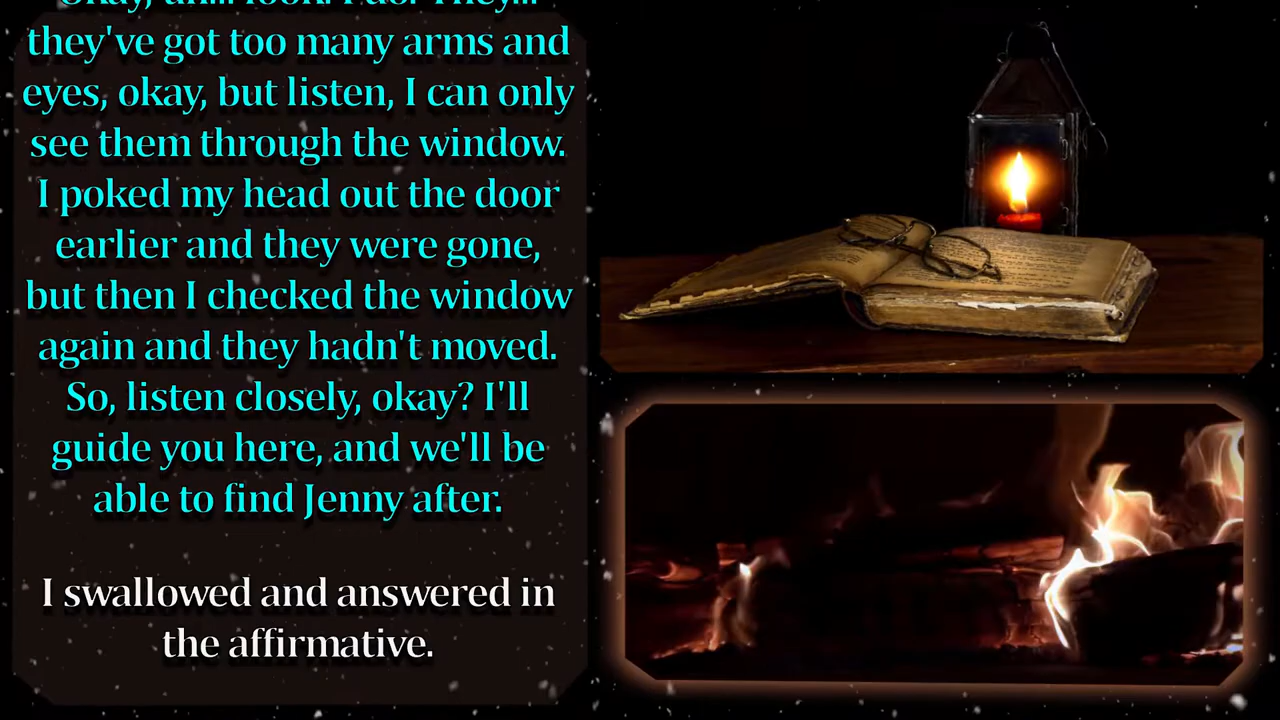 they've got too many arms and
eyes, okay, but listen, I can only
see them through the window.
I poked my head out the door
earlier and they were gone,
but then I checked the window
again and they hadn't moved.
So, listen closely, okay? I'll
guide you here, and we'll be
able to find Jenny after.
I swallowed and answered in
the affirmative.